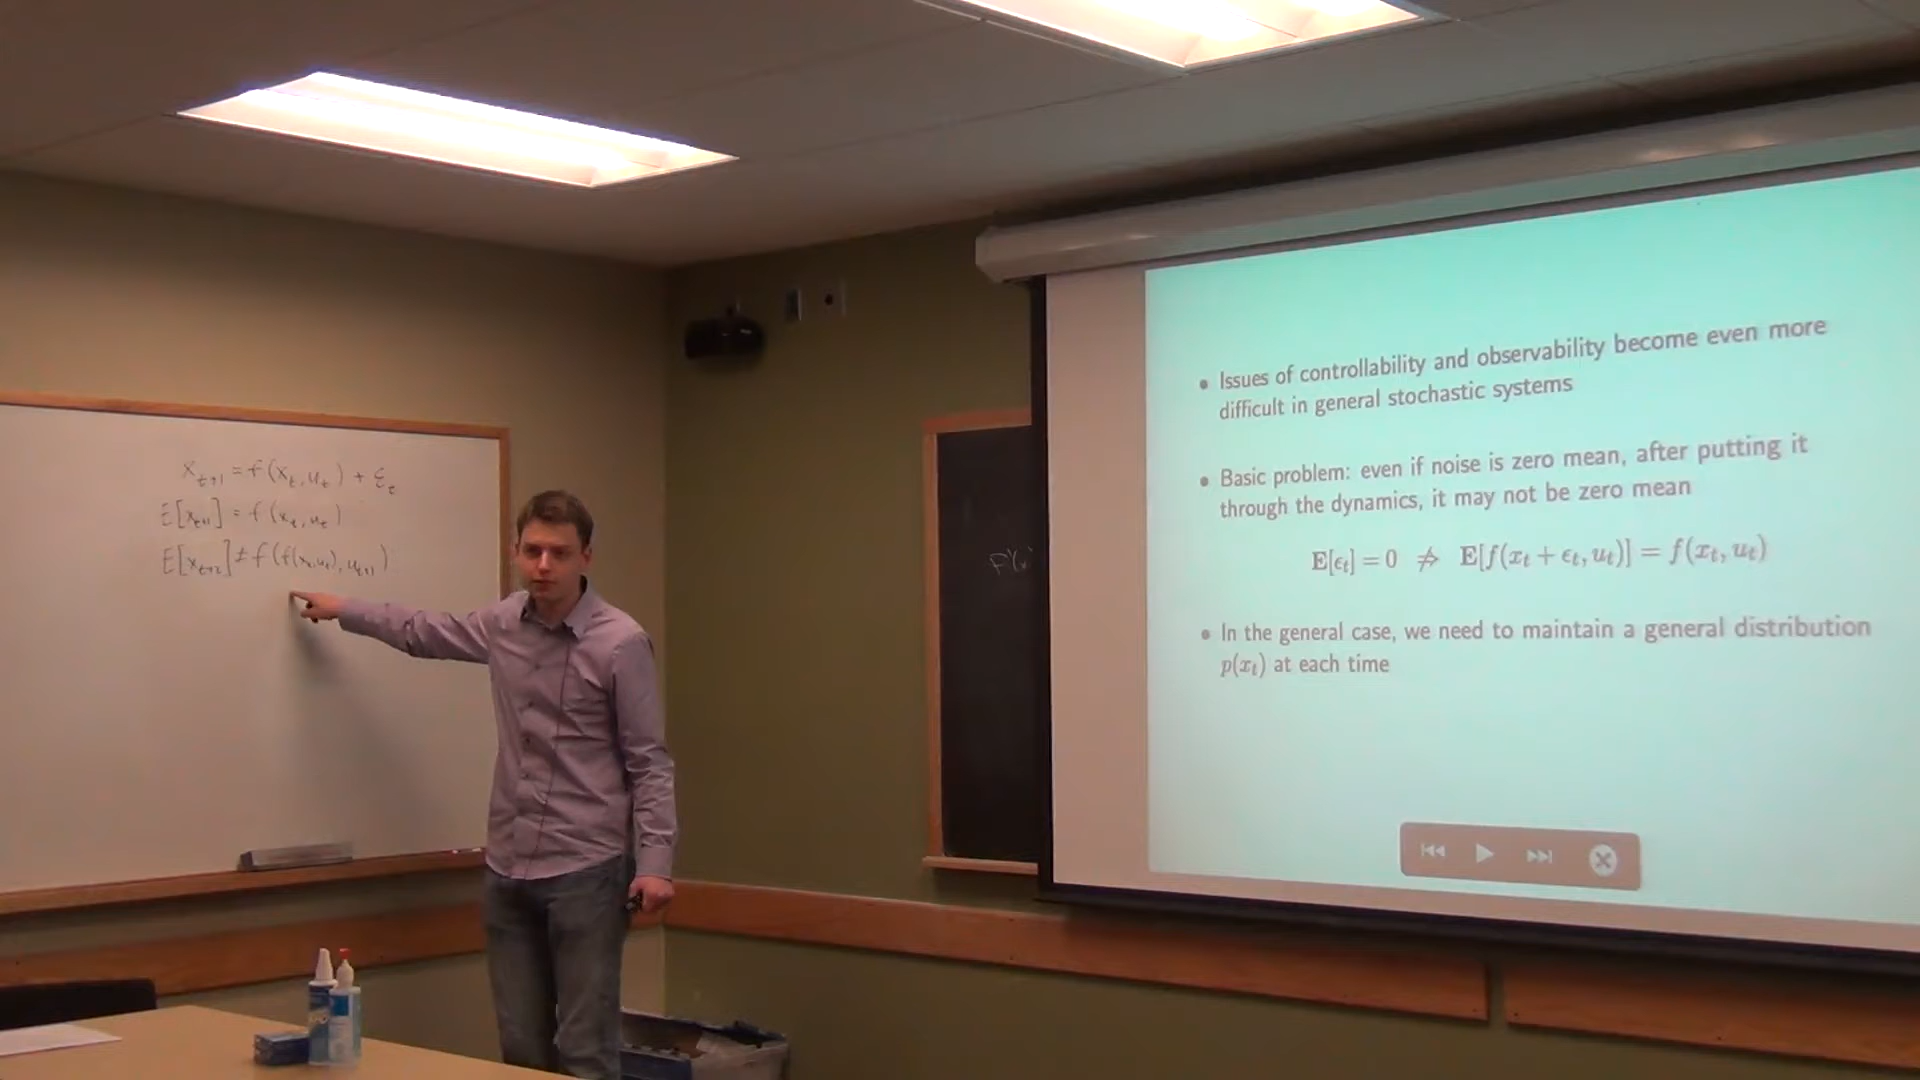 x_{t+1} = f(x_t, u_t) + ε_t
E[x_{t+1}] = f(x_t, u_t)
E[x_{t+2}] ≠ f(f(x_t, u_t), u_{t+1})
• Issues of controllability and observability become even more
difficult in general stochastic systems
• Basic problem: even if noise is zero mean, after putting it
through the dynamics, it may not be zero mean
E[ϵ_t] = 0 ⇏ E[f(x_t + ϵ_t, u_t)] = f(x_t, u_t)
• In the general case, we need to maintain a general distribution
p(x_t) at each time